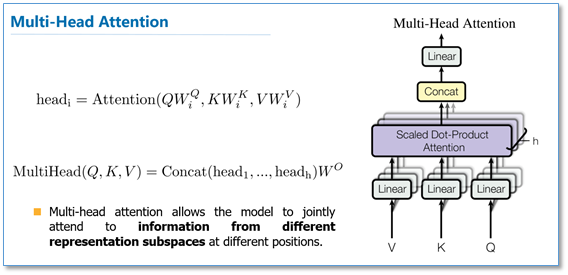 Multi-Head Attention
head_i = Attention(QW_i^Q, KW_i^K, VW_i^V)
MultiHead(Q, K, V) = Concat(head_1, ..., head_h)W^O
Multi-head attention allows the model to jointly
attend to information from different
representation subspaces at different positions.
Multi-Head Attention
Linear
Concat
Scaled Dot-Product
Attention
h
Linear Linear Linear
V K Q